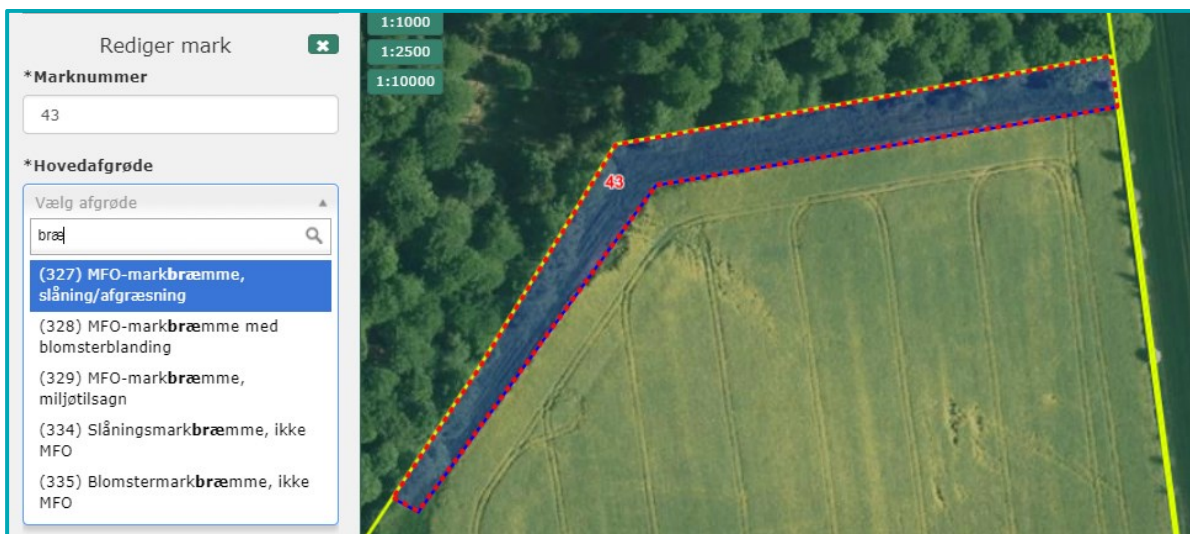 Rediger mark
*Marknummer
43
*Hovedafgrøde
Vælg afgrøde
bræ
(327) MFO-markbræmme,
slåning/afgræsning
(328) MFO-markbræmme med
blomsterblanding
(329) MFO-markbræmme,
miljøtilsagn
(334) Slåningsmarkbræmme, ikke
MFO
(335) Blomstermarkbræmme, ikke
MFO
1:1000
1:2500
1:10000
43